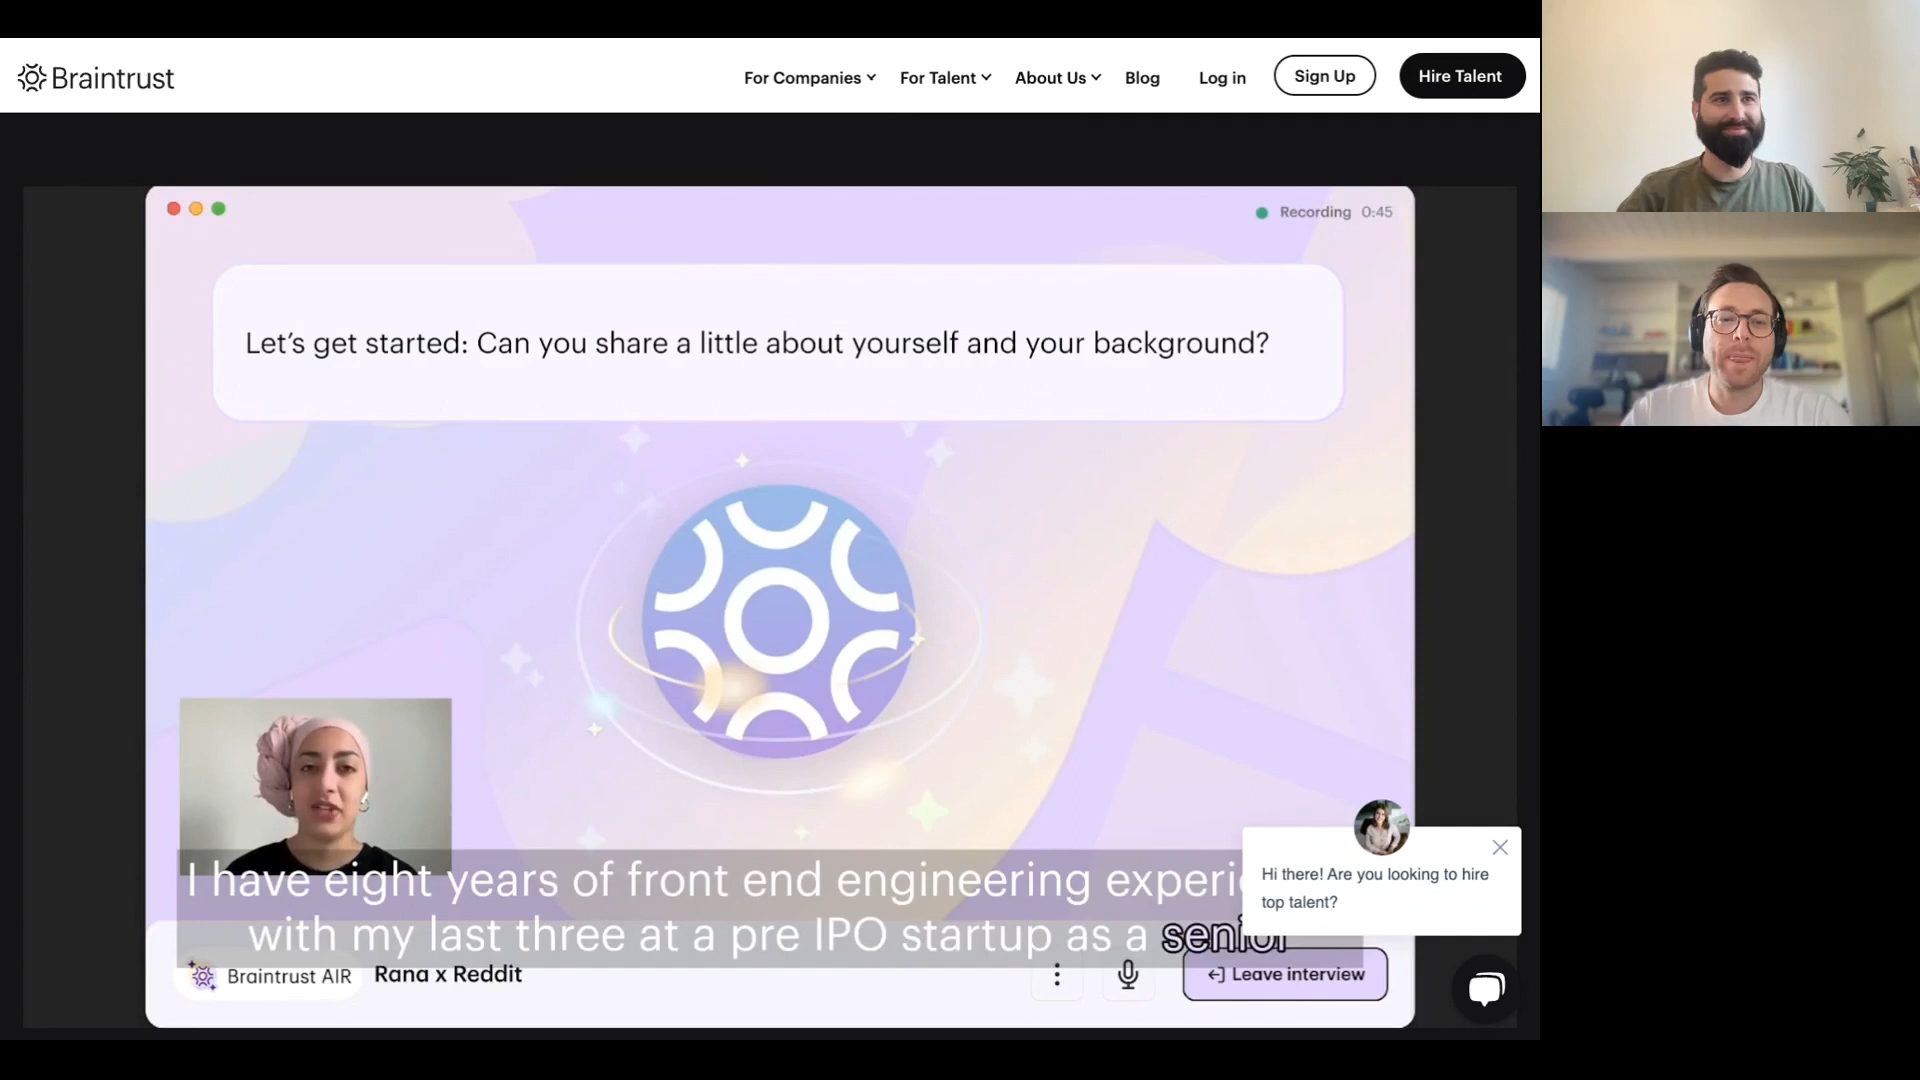 Braintrust
For Companies
For Talent
About Us
Blog
Log in
Sign Up
Hire Talent
Recording 0:45
Let's get started: Can you share a little about yourself and your background?
I have eight years of front end engineering
with my last three at a pre IPO startup as a senior
Hi there! Are you looking to hire
top talent?
Braintrust AIR
Rana x Reddit
Leave interview